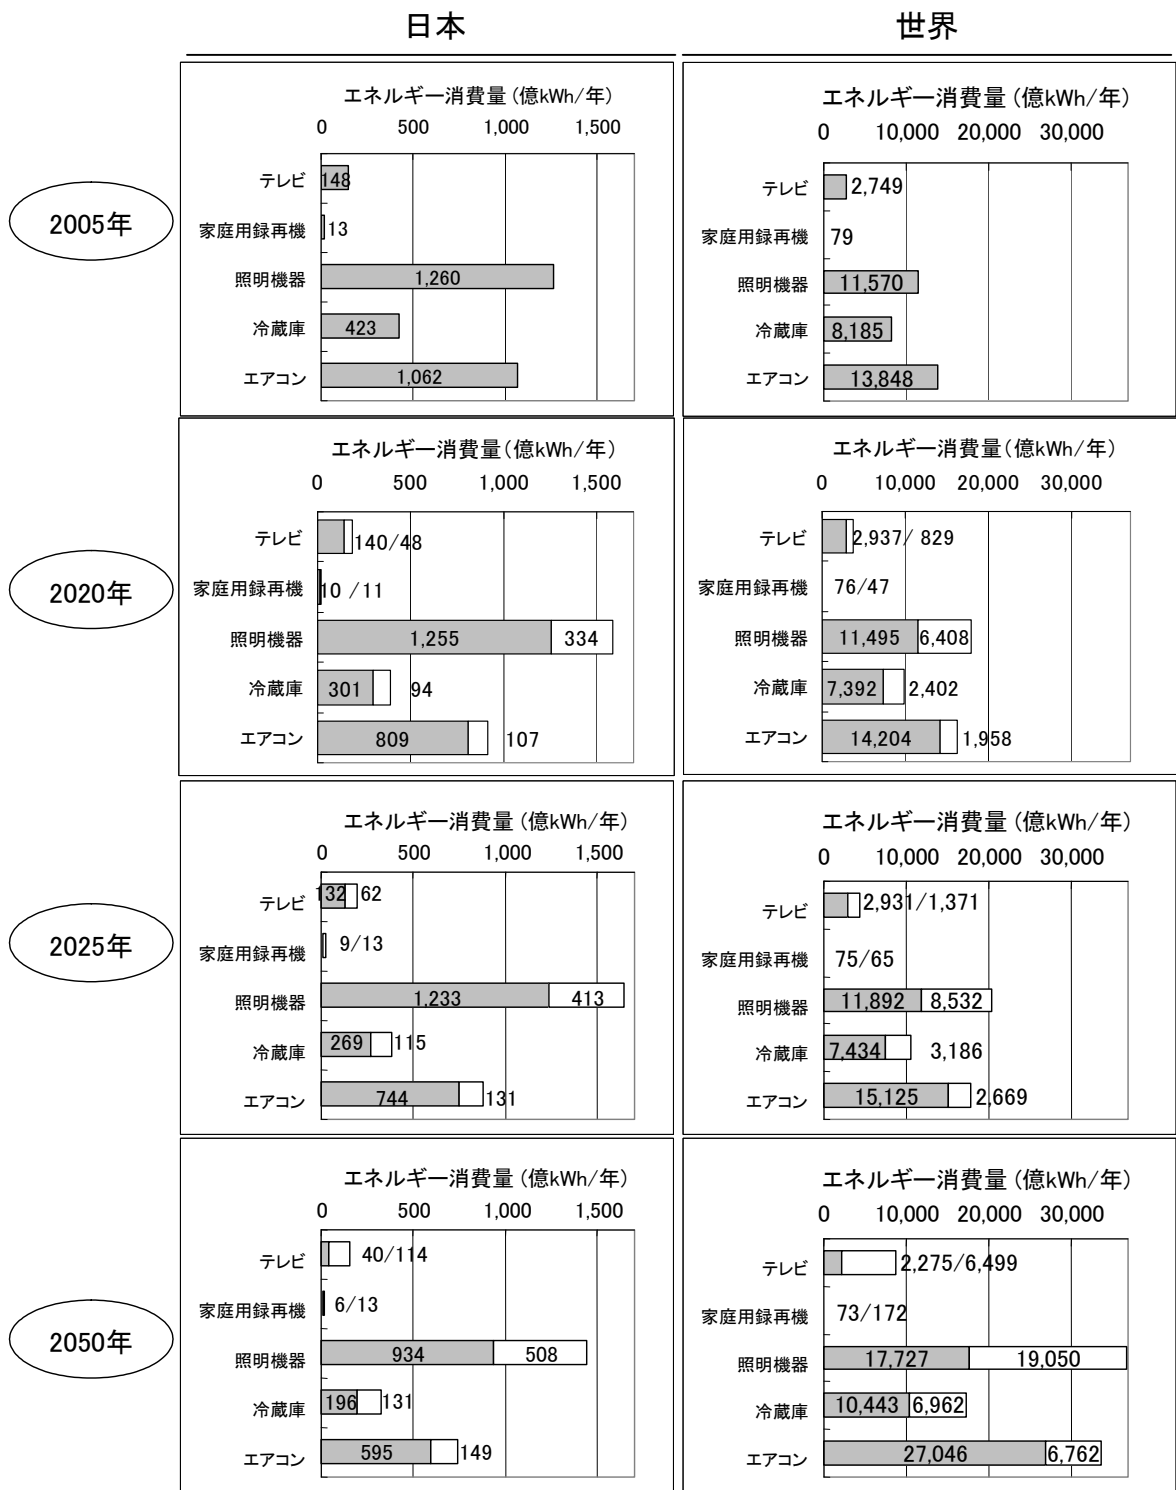 日本
世界
2005年
エネルギー消費量(億kWh/年)
0 500 1,000 1,500
テレビ 148
家庭用録再機 13
照明機器 1,260
冷蔵庫 423
エアコン 1,062
エネルギー消費量(億kWh/年)
0 10,000 20,000 30,000
テレビ 2,749
家庭用録再機 79
照明機器 11,570
冷蔵庫 8,185
エアコン 13,848
2020年
エネルギー消費量(億kWh/年)
0 500 1,000 1,500
テレビ 140/48
家庭用録再機 10 /11
照明機器 1,255 334
冷蔵庫 301 94
エアコン 809 107
エネルギー消費量(億kWh/年)
0 10,000 20,000 30,000
テレビ 2,937/ 829
家庭用録再機 76/47
照明機器 11,495 6,408
冷蔵庫 7,392 2,402
エアコン 14,204 1,958
2025年
エネルギー消費量(億kWh/年)
0 500 1,000 1,500
テレビ 132 62
家庭用録再機 9/13
照明機器 1,233 413
冷蔵庫 269 115
エアコン 744 131
エネルギー消費量(億kWh/年)
0 10,000 20,000 30,000
テレビ 2,931/1,371
家庭用録再機 75/65
照明機器 11,892 8,532
冷蔵庫 7,434 3,186
エアコン 15,125 2,669
2050年
エネルギー消費量(億kWh/年)
0 500 1,000 1,500
テレビ 40/114
家庭用録再機 6/13
照明機器 934 508
冷蔵庫 196 131
エアコン 595 149
エネルギー消費量(億kWh/年)
0 10,000 20,000 30,000
テレビ 2,275/6,499
家庭用録再機 73/172
照明機器 17,727 19,050
冷蔵庫 10,443 6,962
エアコン 27,046 6,762